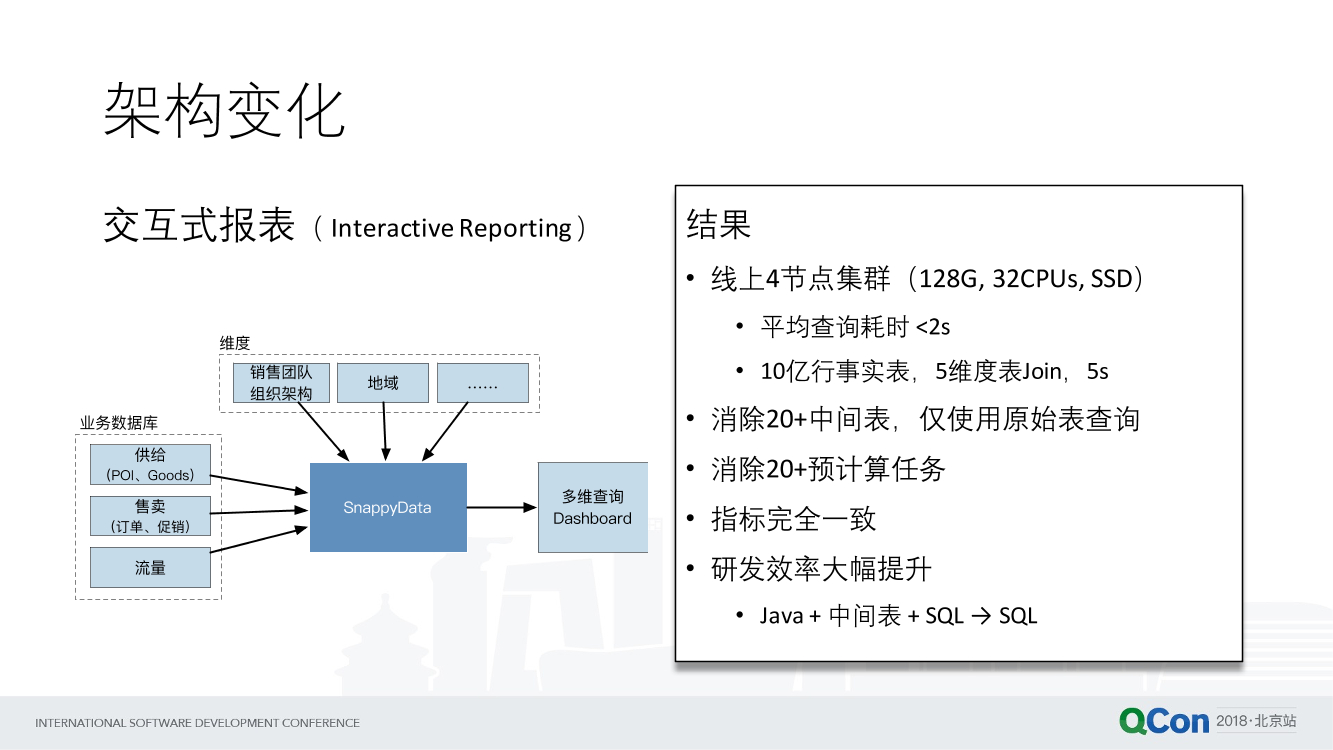 架构变化
交互式报表（ Interactive Reporting ）
维度
销售团队
组织架构
地域
……
业务数据库
供给
（POI、Goods）
售卖
（订单、促销）
流量
SnappyData
多维查询
Dashboard
结果
• 线上4节点集群（128G, 32CPUs, SSD）
• 平均查询耗时 <2s
• 10亿行事实表，5维度表Join，5s
• 消除20+中间表，仅使用原始表查询
• 消除20+预计算任务
• 指标完全一致
• 研发效率大幅提升
• Java + 中间表 + SQL → SQL
INTERNATIONAL SOFTWARE DEVELOPMENT CONFERENCE
QCon 2018·北京站